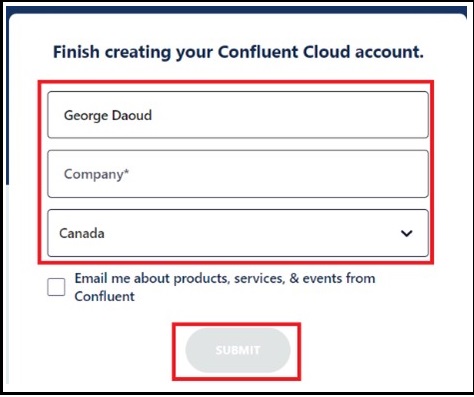 Finish creating your Confluent Cloud account.
George Daoud
Company*
Canada
Email me about products, services, & events from
Confluent
SUBMIT